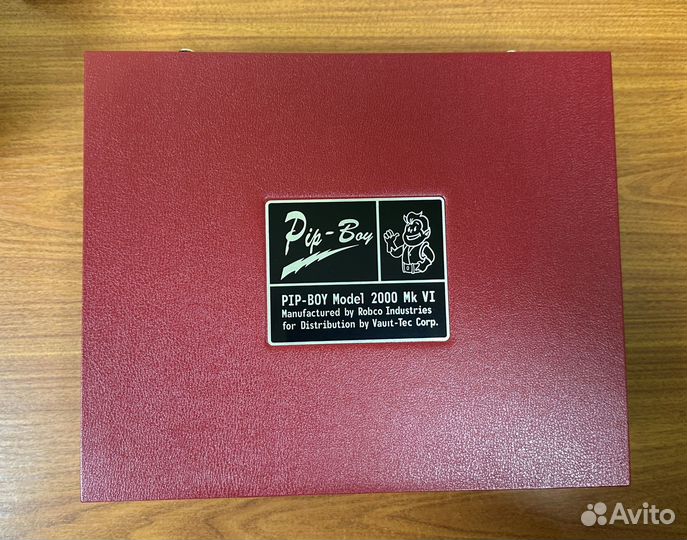 Pip-Boy
PIP-BOY Model 2000 Mk VI
Manufactured by Robco Industries
for Distribution by Vault-Tec Corp.
Avito